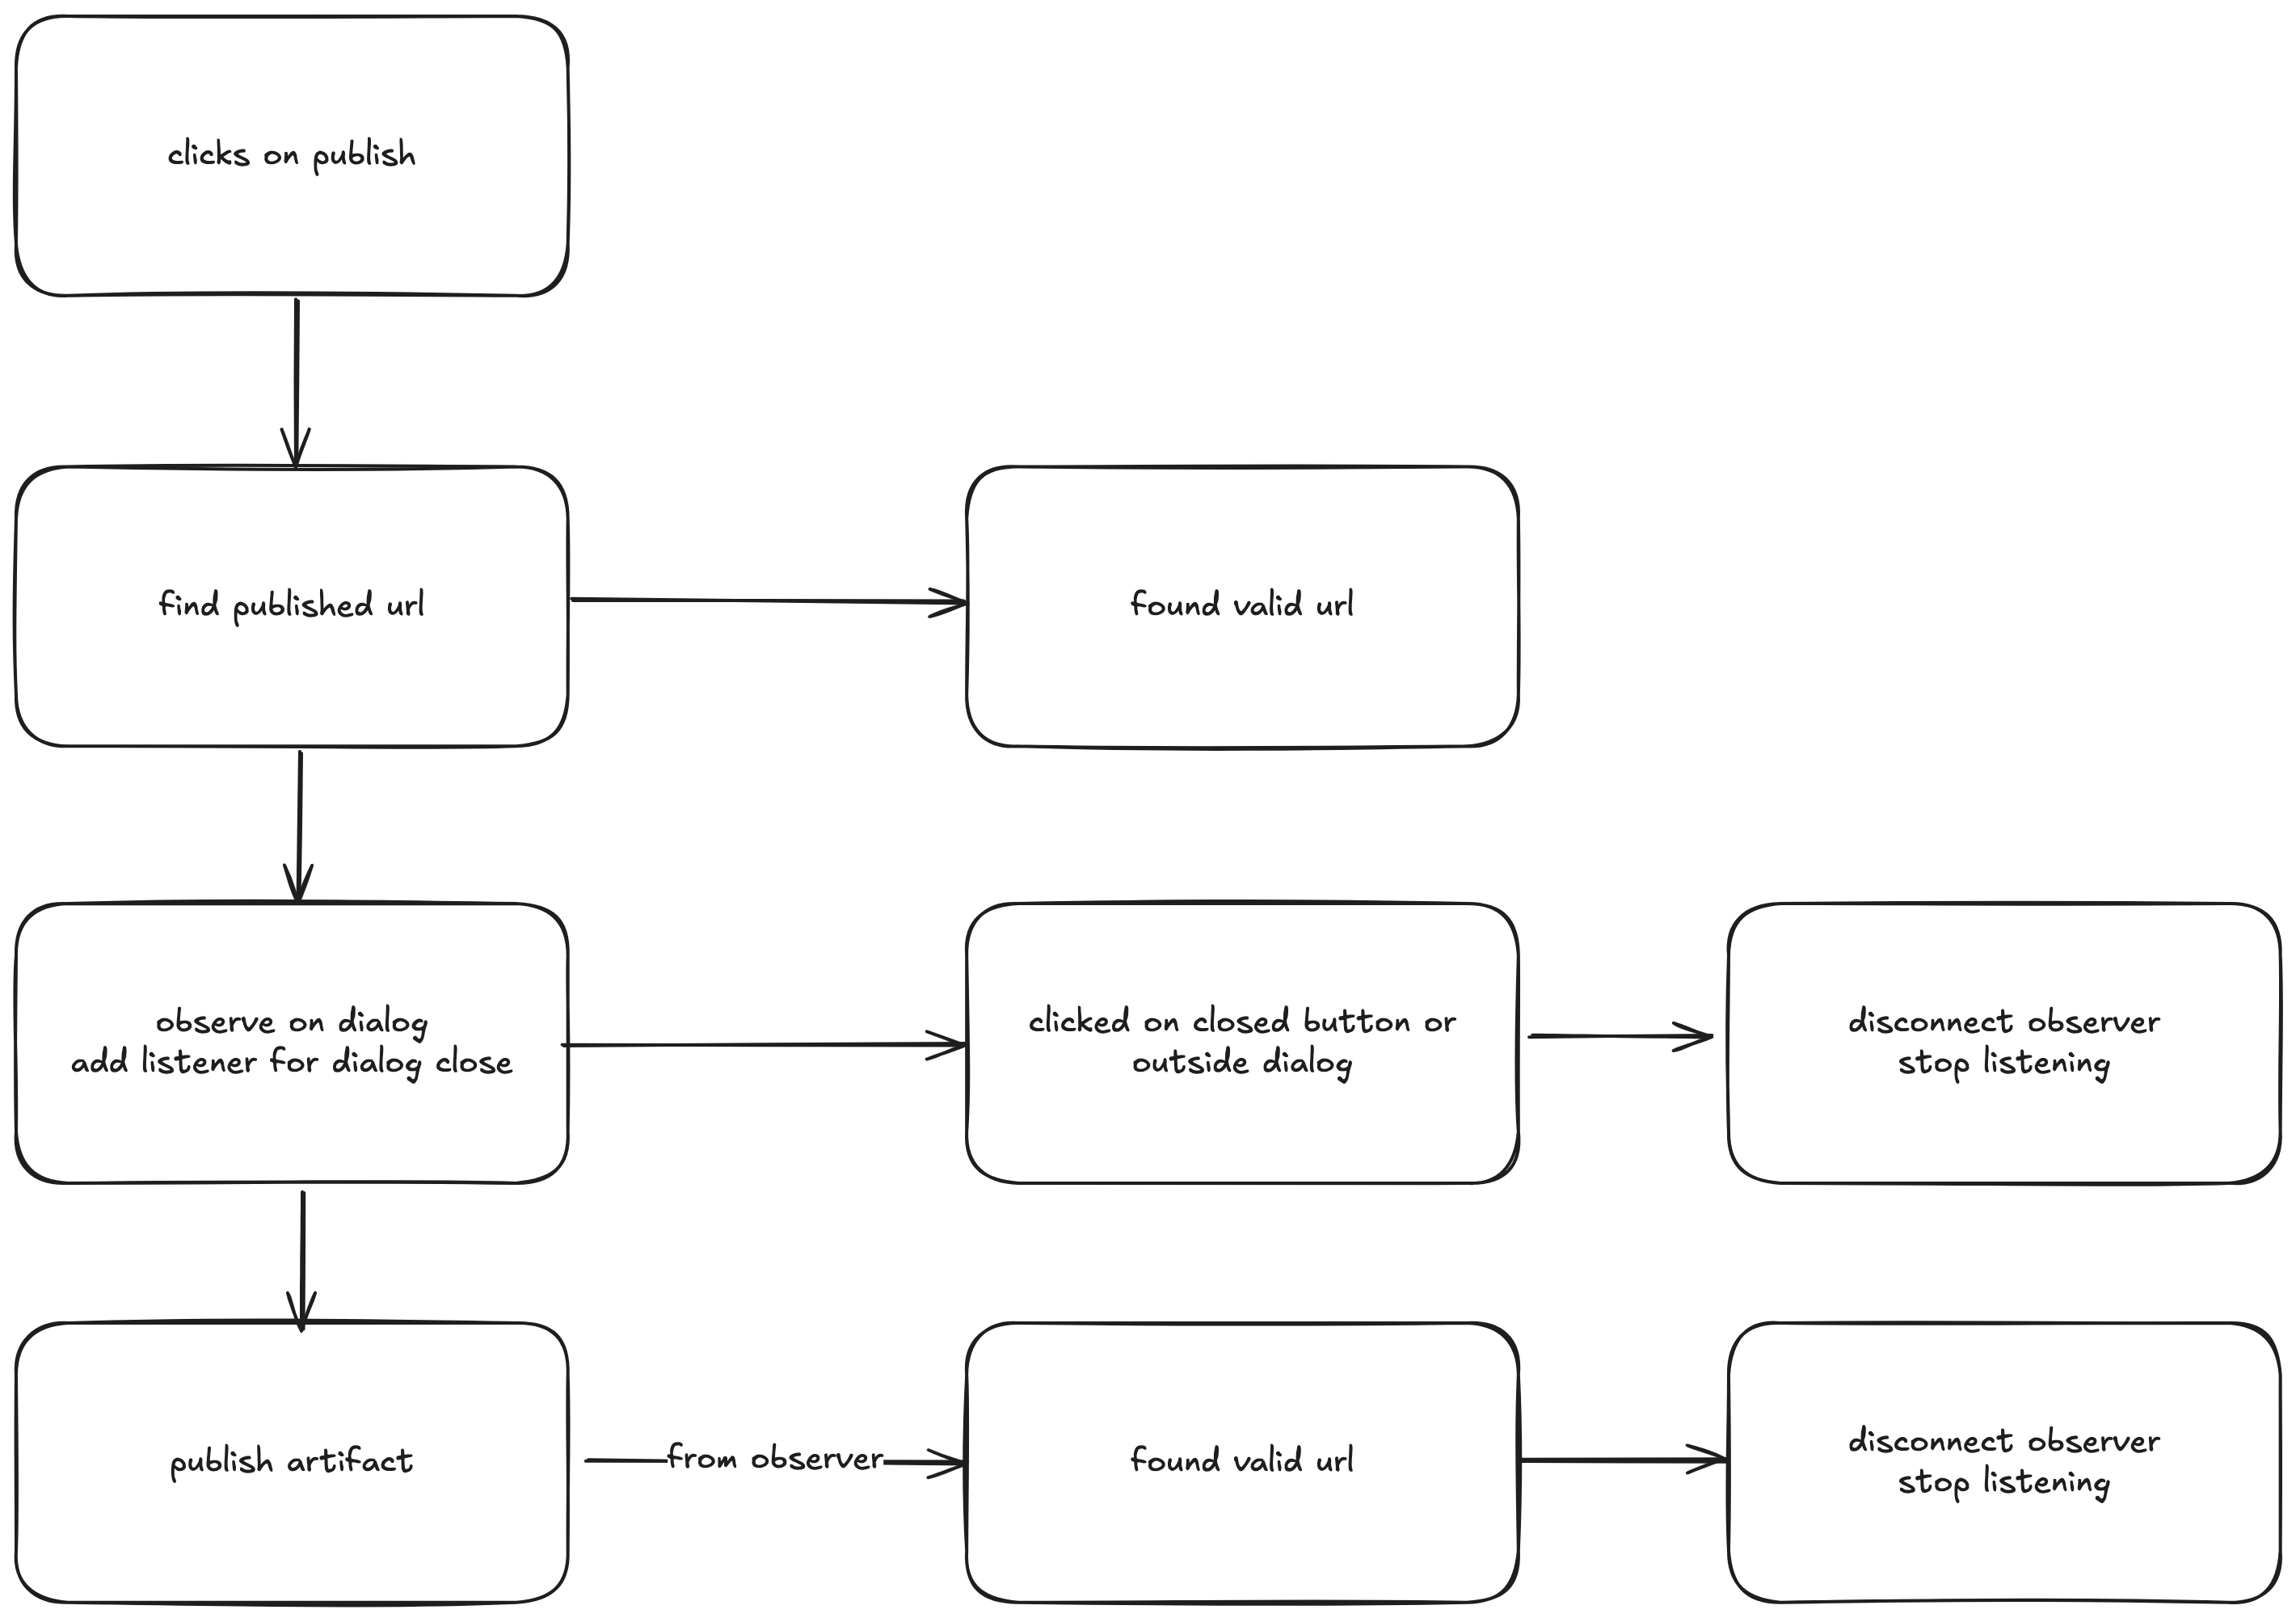 clicks on publish
find published url
found valid url
observe on dialog
add listener for dialog close
clicked on closed button or
outside dialog
disconnect observer
stop listening
publish artifact
from observer
found valid url
disconnect observer
stop listening